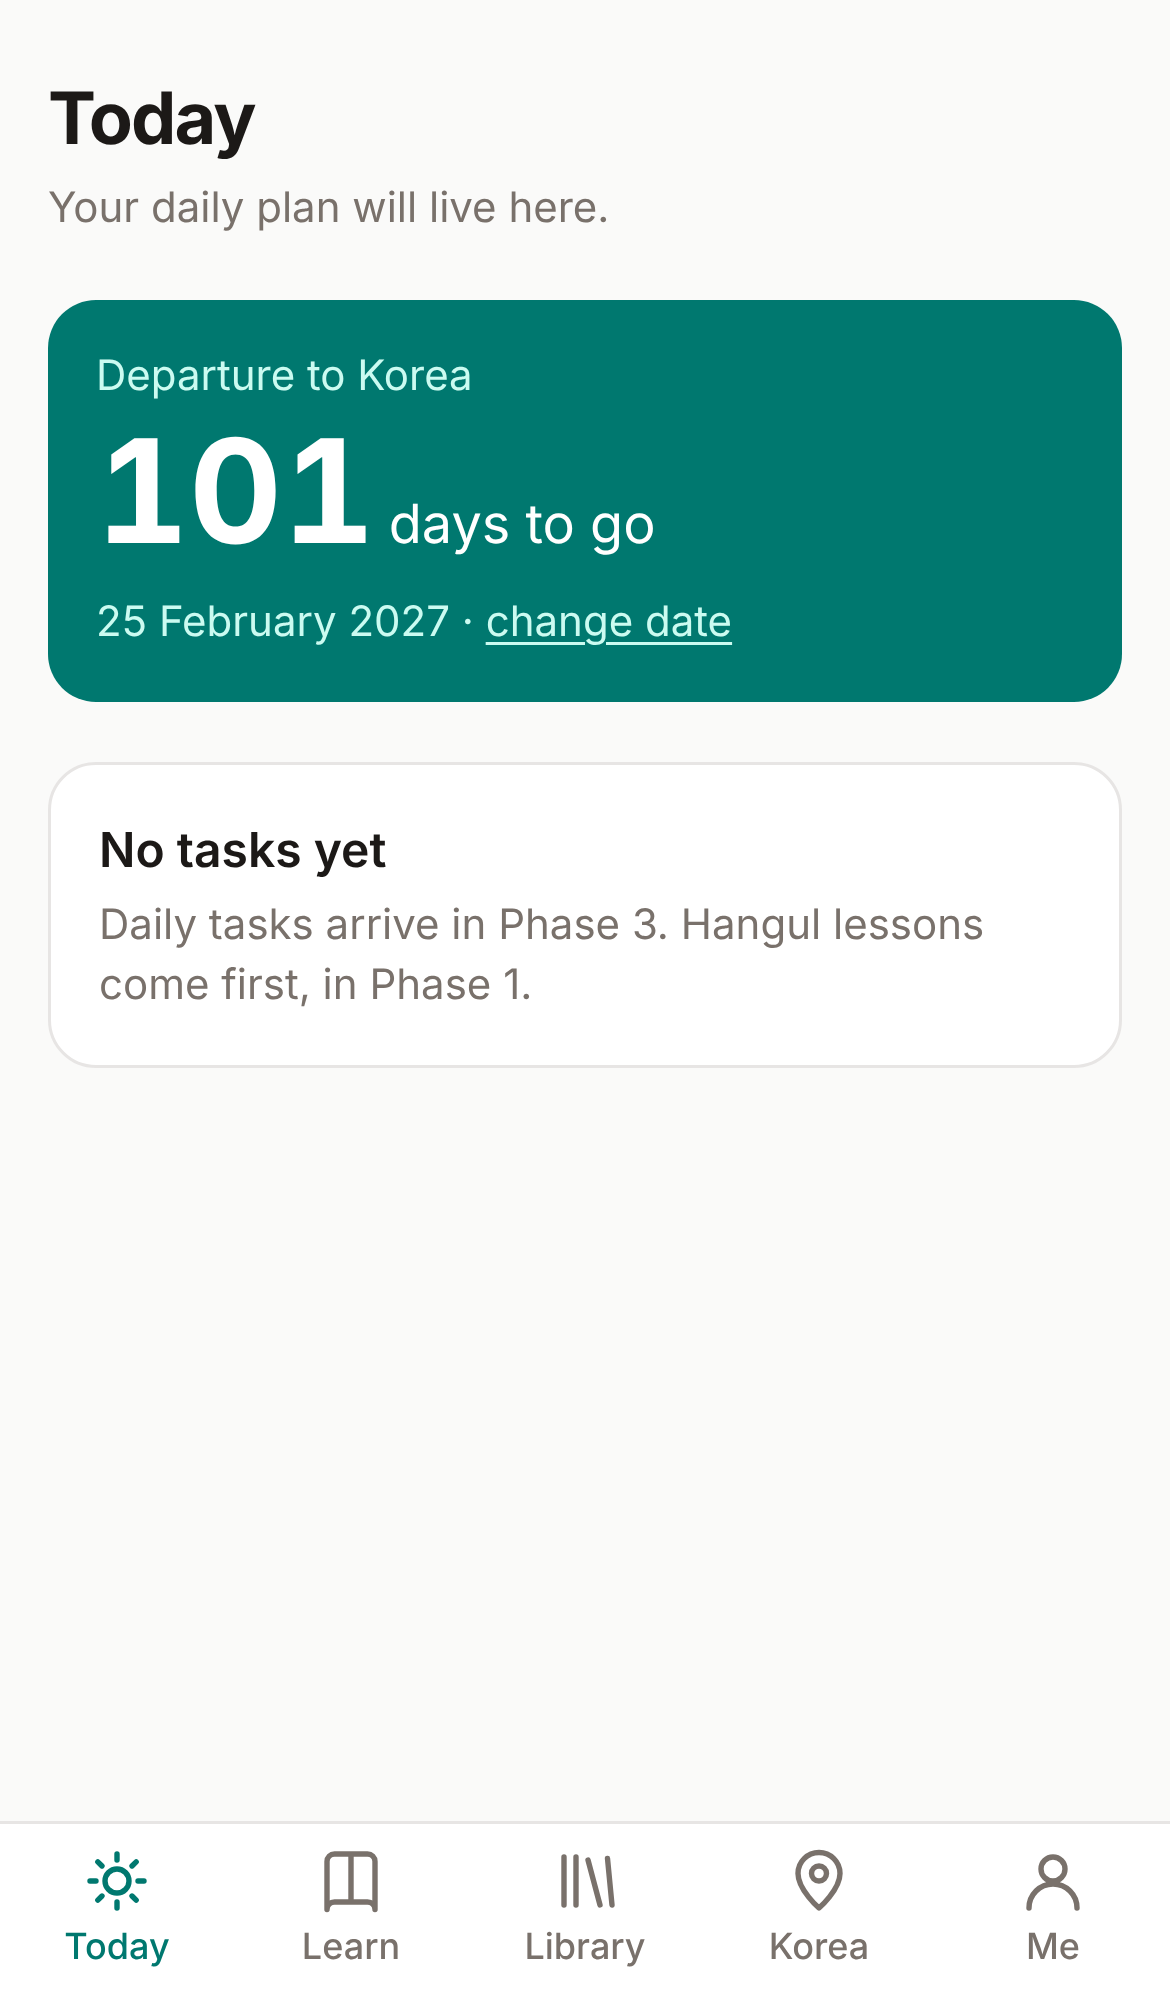 Today
Your daily plan will live here.
Departure to Korea
101 days to go
25 February 2027 · change date
No tasks yet
Daily tasks arrive in Phase 3. Hangul lessons
come first, in Phase 1.
Today
Learn
Library
Korea
Me